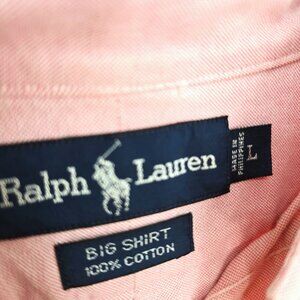 Ralph Lauren
L
MADE IN
PHILIPPINES
BIG SHIRT
100% COTTON